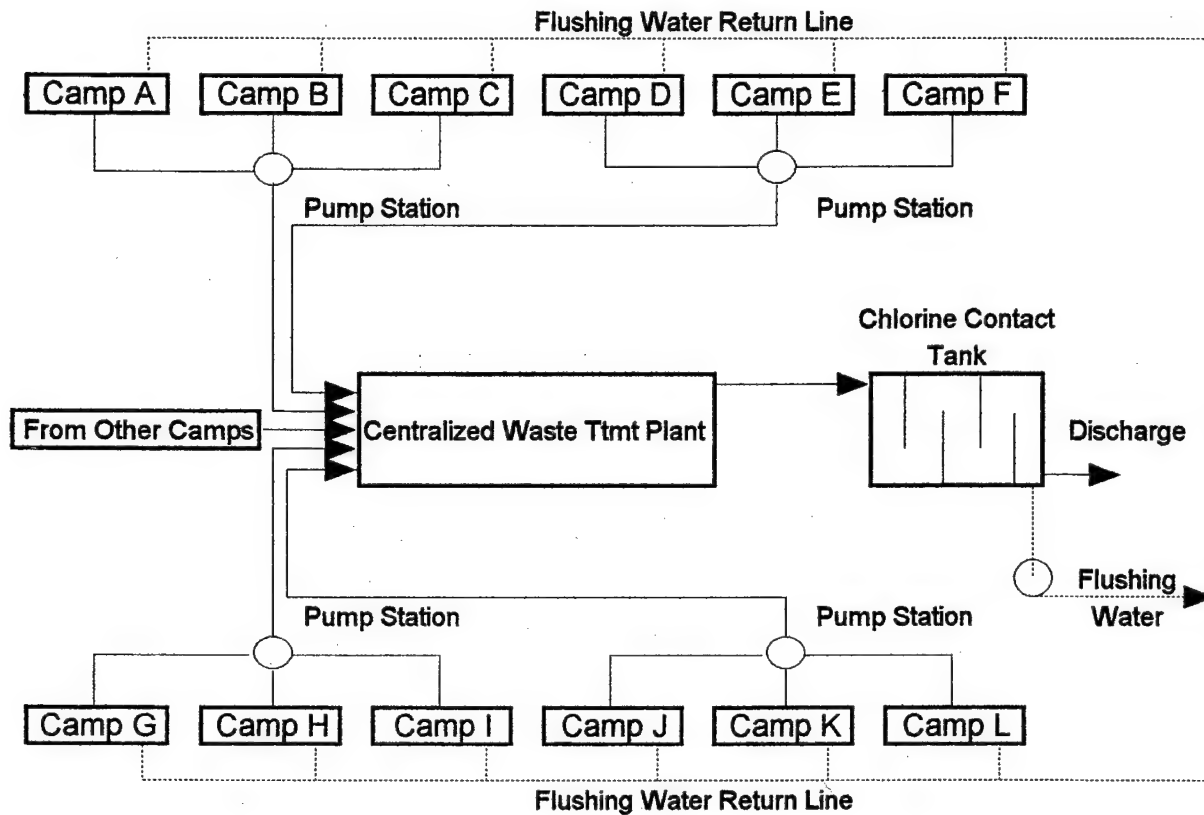 Flushing Water Return Line
Camp A
Camp B
Camp C
Camp D
Camp E
Camp F
Pump Station
Pump Station
Chlorine Contact
Tank
From Other Camps
Centralized Waste Ttmt Plant
Discharge
Flushing
Water
Pump Station
Pump Station
Camp G
Camp H
Camp I
Camp J
Camp K
Camp L
Flushing Water Return Line